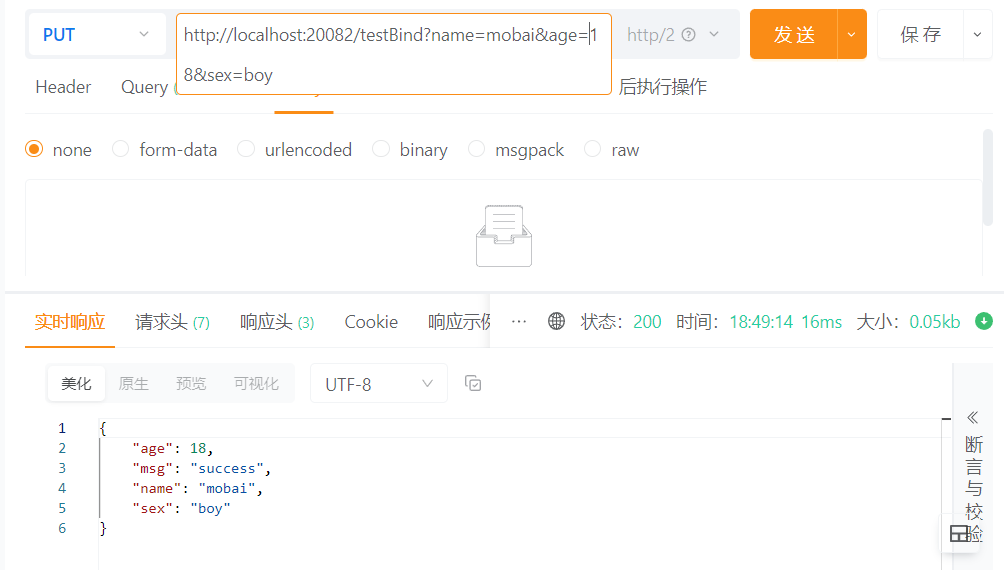 PUT
http://localhost:20082/testBind?name=mobai&age=1
8&sex=boy
http/2
发送
保存
Header
Query
后执行操作
none
form-data
urlencoded
binary
msgpack
raw
实时响应
请求头 (7)
响应头 (3)
Cookie
响应示例
...
状态: 200
时间: 18:49:14 16ms
大小: 0.05kb
美化
原生
预览
可视化
UTF-8
1 {
2 "age": 18,
3 "msg": "success",
4 "name": "mobai",
5 "sex": "boy"
6 }
断言与校验